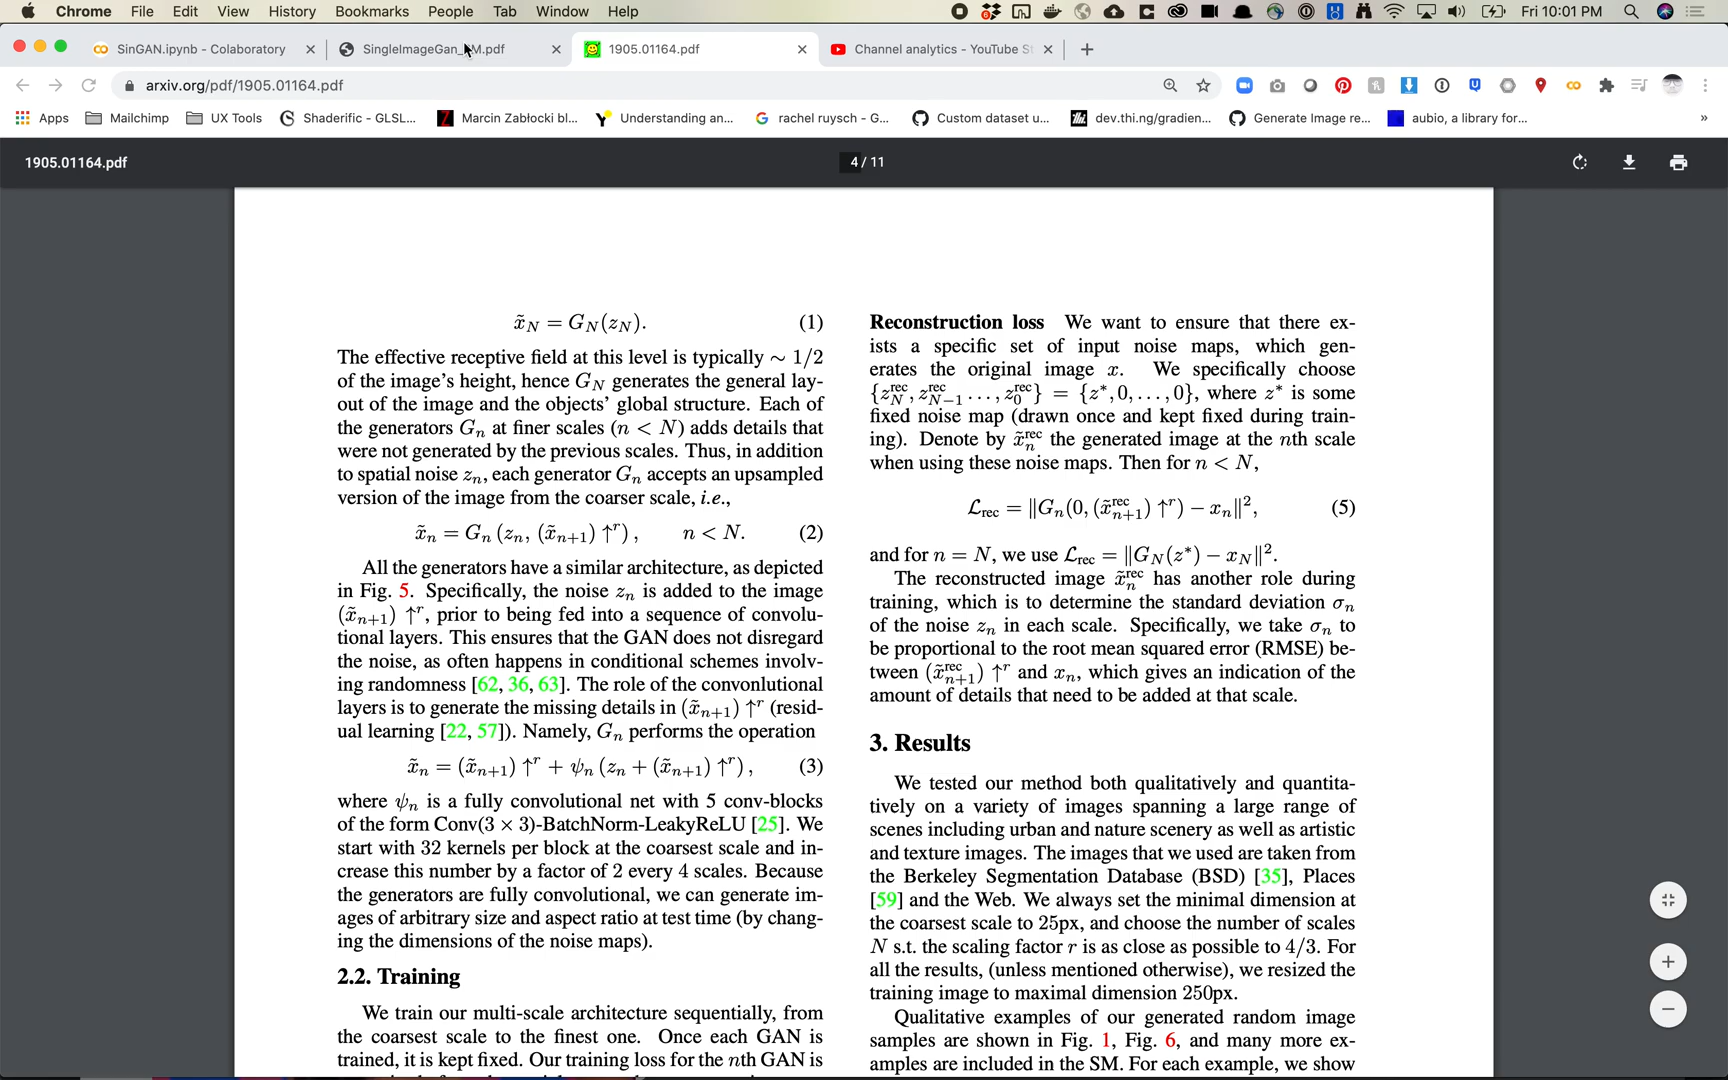 Chrome File Edit View History Bookmarks People Tab Window Help Fri 10:01 PM
SinGAN.ipynb - Colaboratory SingleImageGan_SM.pdf 1905.01164.pdf Channel analytics - YouTube S
arxiv.org/pdf/1905.01164.pdf
Apps Mailchimp UX Tools Shaderific - GLSL... Marcin Zabłocki bl... Understanding an... rachel ruysch - G... Custom dataset u... dev.thi.ng/gradien... Generate Image re... aubio, a library for... »
1905.01164.pdf 4 / 11
x̃_N = G_N(z_N). (1)
The effective receptive field at this level is typically ∼ 1/2
of the image's height, hence G_N generates the general lay-
out of the image and the objects' global structure. Each of
the generators G_n at finer scales (n < N) adds details that
were not generated by the previous scales. Thus, in addition
to spatial noise z_n, each generator G_n accepts an upsampled
version of the image from the coarser scale, i.e.,
x̃_n = G_n (z_n, (x̃_{n+1}) ↑^r), n < N. (2)
All the generators have a similar architecture, as depicted
in Fig. 5. Specifically, the noise z_n is added to the image
(x̃_{n+1}) ↑^r, prior to being fed into a sequence of convolu-
tional layers. This ensures that the GAN does not disregard
the noise, as often happens in conditional schemes involv-
ing randomness [62, 36, 63]. The role of the convonlutional
layers is to generate the missing details in (x̃_{n+1}) ↑^r (resid-
ual learning [22, 57]). Namely, G_n performs the operation
x̃_n = (x̃_{n+1}) ↑^r + ψ_n (z_n + (x̃_{n+1}) ↑^r), (3)
where ψ_n is a fully convolutional net with 5 conv-blocks
of the form Conv(3 × 3)-BatchNorm-LeakyReLU [25]. We
start with 32 kernels per block at the coarsest scale and in-
crease this number by a factor of 2 every 4 scales. Because
the generators are fully convolutional, we can generate im-
ages of arbitrary size and aspect ratio at test time (by chang-
ing the dimensions of the noise maps).
2.2. Training
We train our multi-scale architecture sequentially, from
the coarsest scale to the finest one. Once each GAN is
trained, it is kept fixed. Our training loss for the nth GAN is
Reconstruction loss We want to ensure that there ex-
ists a specific set of input noise maps, which gen-
erates the original image x. We specifically choose
{z_N^rec, z_{N−1}^rec . . . , z_0^rec} = {z*, 0, . . . , 0}, where z* is some
fixed noise map (drawn once and kept fixed during train-
ing). Denote by x̃_n^rec the generated image at the nth scale
when using these noise maps. Then for n < N,
ℒ_rec = ‖G_n(0, (x̃_{n+1}^rec) ↑^r) − x_n‖², (5)
and for n = N, we use ℒ_rec = ‖G_N(z*) − x_N‖².
The reconstructed image x̃_n^rec has another role during
training, which is to determine the standard deviation σ_n
of the noise z_n in each scale. Specifically, we take σ_n to
be proportional to the root mean squared error (RMSE) be-
tween (x̃_{n+1}^rec) ↑^r and x_n, which gives an indication of the
amount of details that need to be added at that scale.
3. Results
We tested our method both qualitatively and quantita-
tively on a variety of images spanning a large range of
scenes including urban and nature scenery as well as artistic
and texture images. The images that we used are taken from
the Berkeley Segmentation Database (BSD) [35], Places
[59] and the Web. We always set the minimal dimension at
the coarsest scale to 25px, and choose the number of scales
N s.t. the scaling factor r is as close as possible to 4/3. For
all the results, (unless mentioned otherwise), we resized the
training image to maximal dimension 250px.
Qualitative examples of our generated random image
samples are shown in Fig. 1, Fig. 6, and many more ex-
amples are included in the SM. For each example, we show